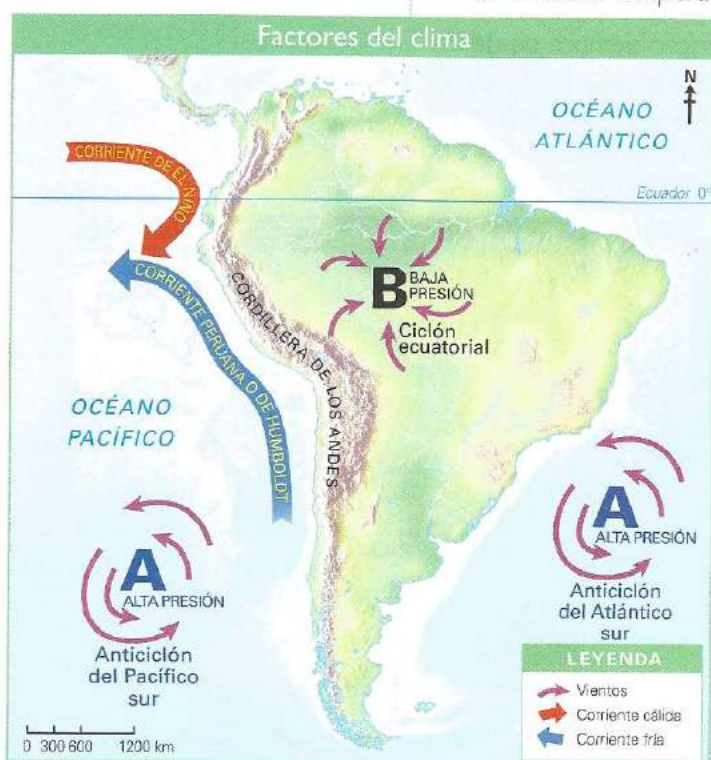 Factores del clima
N
OCÉANO
ATLÁNTICO
CORRIENTE DE EL NIÑO
Ecuador 0°
CORRIENTE PERUANA O DE HUMBOLDT
CORDILLERA DE LOS ANDES
B BAJA
PRESIÓN
Ciclón
ecuatorial
OCÉANO
PACÍFICO
A
ALTA PRESIÓN
Anticiclón
del Pacífico
sur
A
ALTA PRESIÓN
Anticiclón
del Atlántico
sur
LEYENDA
Vientos
Corriente cálida
Corriente fría
0 300 600 1200 km